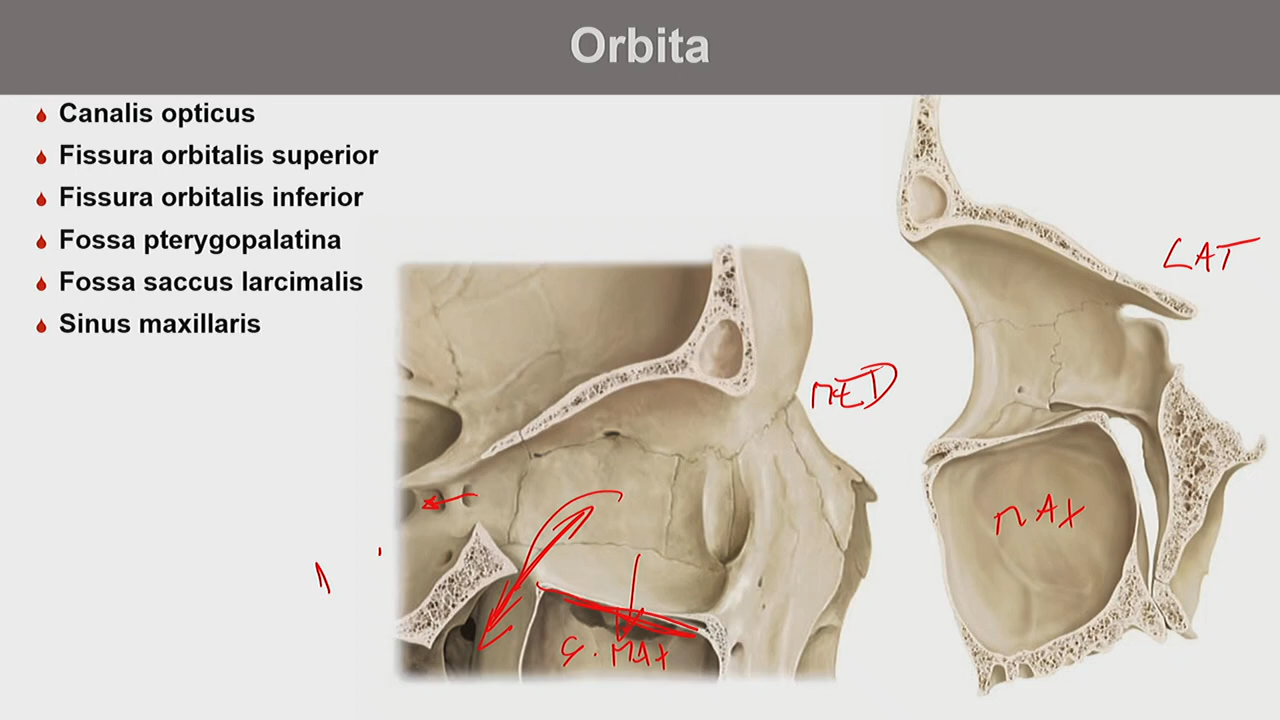 Orbita
Canalis opticus
Fissura orbitalis superior
Fissura orbitalis inferior
Fossa pterygopalatina
Fossa saccus larcimalis
Sinus maxillaris
LAT
MED
MAX
S. MAX